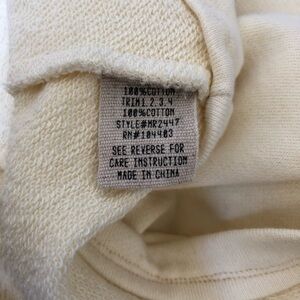 100%COTTON
TRIM1.2.3.4
100%COTTON
STYLE#MR2447
RN#104403
SEE REVERSE FOR
CARE INSTRUCTION
MADE IN CHINA